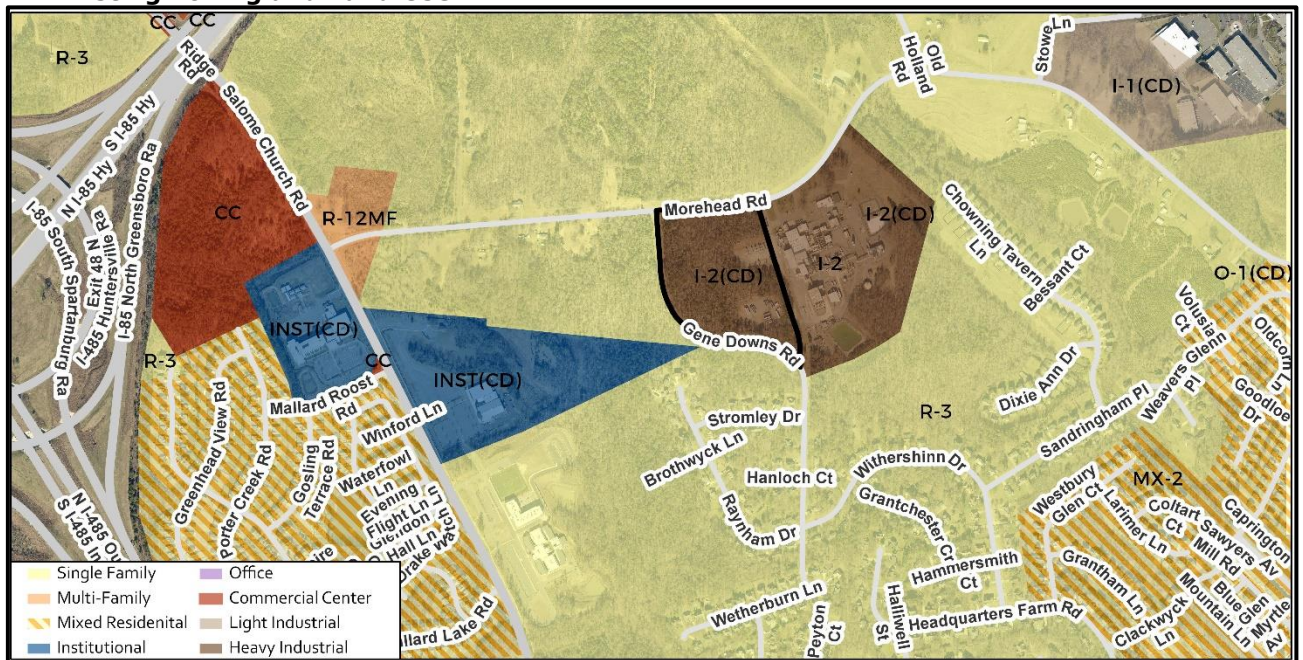 CC
CC
R-3
Ridge
Rd
Salome Church Rd
S I-85 Hy
N I-85 Hy
I-85 North Greensboro Ra
I-485 Huntersville Ra
Exit 48 N
I-85 South Spartanburg Ra
CC
R-12MF
Old
Holland
Rd
Stowe Ln
I-1(CD)
Morehead Rd
I-2(CD)
I-2(CD)
I-2
Chowning Tavern
Ln
Bessant Ct
O-1(CD)
Volusia
Ct
Oldcorn
Ln
Goodloe
Dr
Weavers Glenn
Pl
Dixie Ann Dr
Sandringham Pl
Gene Downs Rd
INST(CD)
CC
INST(CD)
R-3
R-3
Mallard Roost
Rd
Winford Ln
Greenhead View Rd
Porter Creek Rd
Gosling
Terrace Rd
Waterfowl
Ln
Evening
Flight Ln
Glendon
Hall Ln
Drake Watch
Ln
Stromley Dr
Brothwyck Ln
Hanloch Ct
Raynham Dr
Withershinn Dr
Grantchester Cr
Hammersmith
Ct
Westbury
Glen Ct
MX-2
Larimer Ln
Coltart
Ct
Sawyers
Mill Rd
Caprington
Av
Grantham Ln
Mountain Ln
Blue Glen
Myrtle
Av
Clackwyck
Ln
Headquarters Farm Rd
Halliwell
St
Wetherburn Ln
Peyton
Ct
Single Family
Multi-Family
Mixed Residental
Institutional
Office
Commercial Center
Light Industrial
Heavy Industrial